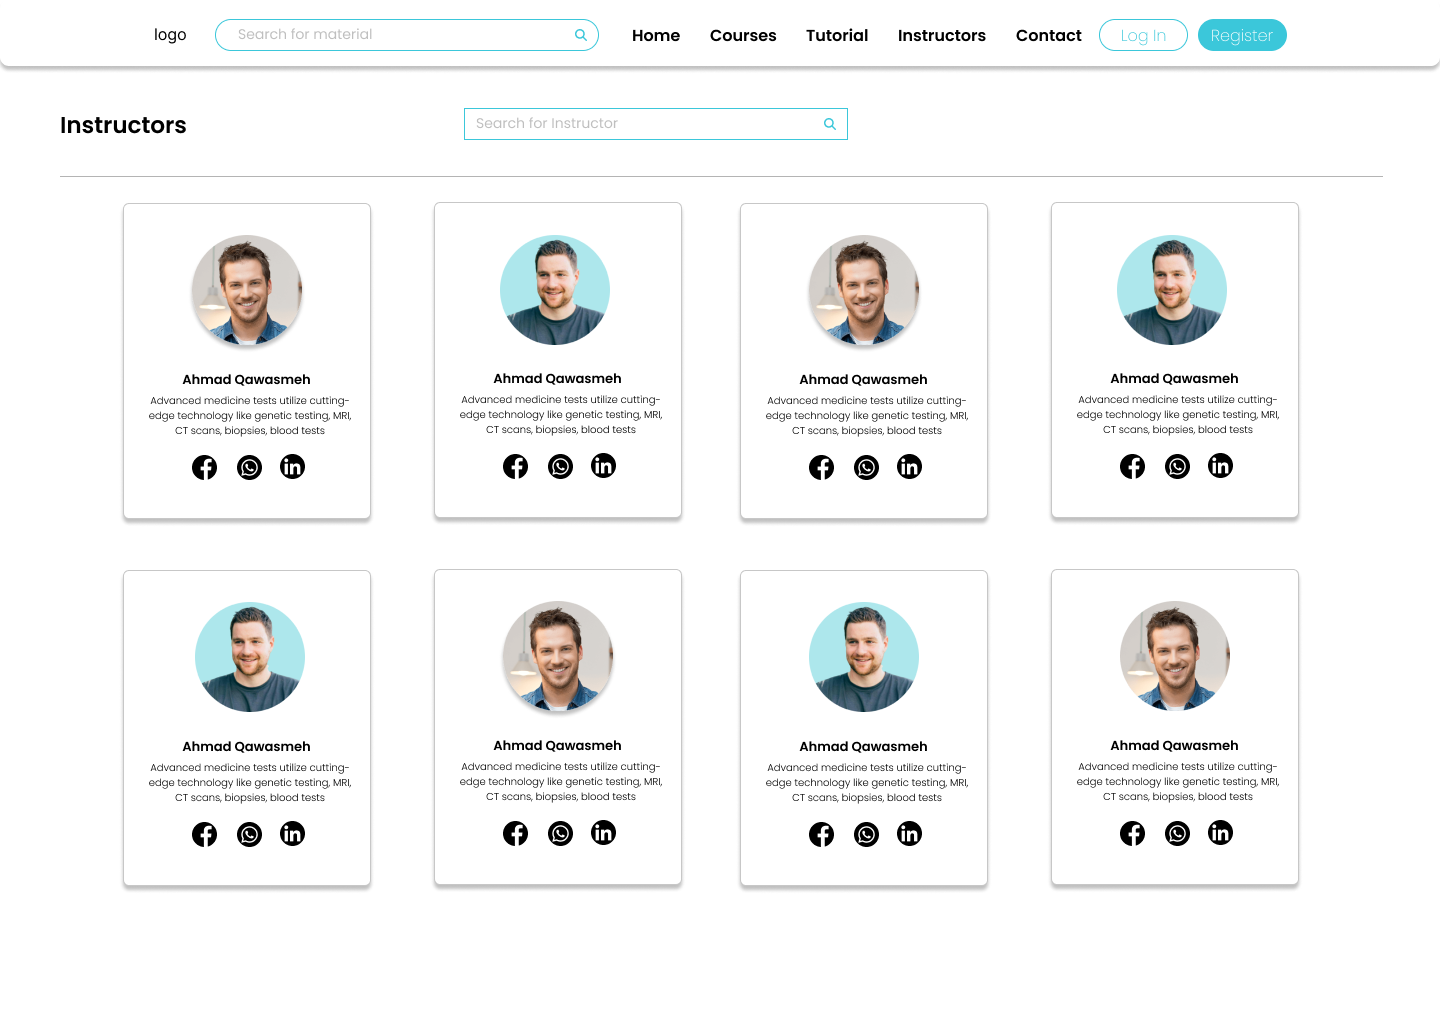 logo
Search for material
Home
Courses
Tutorial
Instructors
Contact
Log In
Register
Instructors
Search for Instructor
Ahmad Qawasmeh
Advanced medicine tests utilize cutting-
edge technology like genetic testing, MRI,
CT scans, biopsies, blood tests
Ahmad Qawasmeh
Advanced medicine tests utilize cutting-
edge technology like genetic testing, MRI,
CT scans, biopsies, blood tests
Ahmad Qawasmeh
Advanced medicine tests utilize cutting-
edge technology like genetic testing, MRI,
CT scans, biopsies, blood tests
Ahmad Qawasmeh
Advanced medicine tests utilize cutting-
edge technology like genetic testing, MRI,
CT scans, biopsies, blood tests
Ahmad Qawasmeh
Advanced medicine tests utilize cutting-
edge technology like genetic testing, MRI,
CT scans, biopsies, blood tests
Ahmad Qawasmeh
Advanced medicine tests utilize cutting-
edge technology like genetic testing, MRI,
CT scans, biopsies, blood tests
Ahmad Qawasmeh
Advanced medicine tests utilize cutting-
edge technology like genetic testing, MRI,
CT scans, biopsies, blood tests
Ahmad Qawasmeh
Advanced medicine tests utilize cutting-
edge technology like genetic testing, MRI,
CT scans, biopsies, blood tests